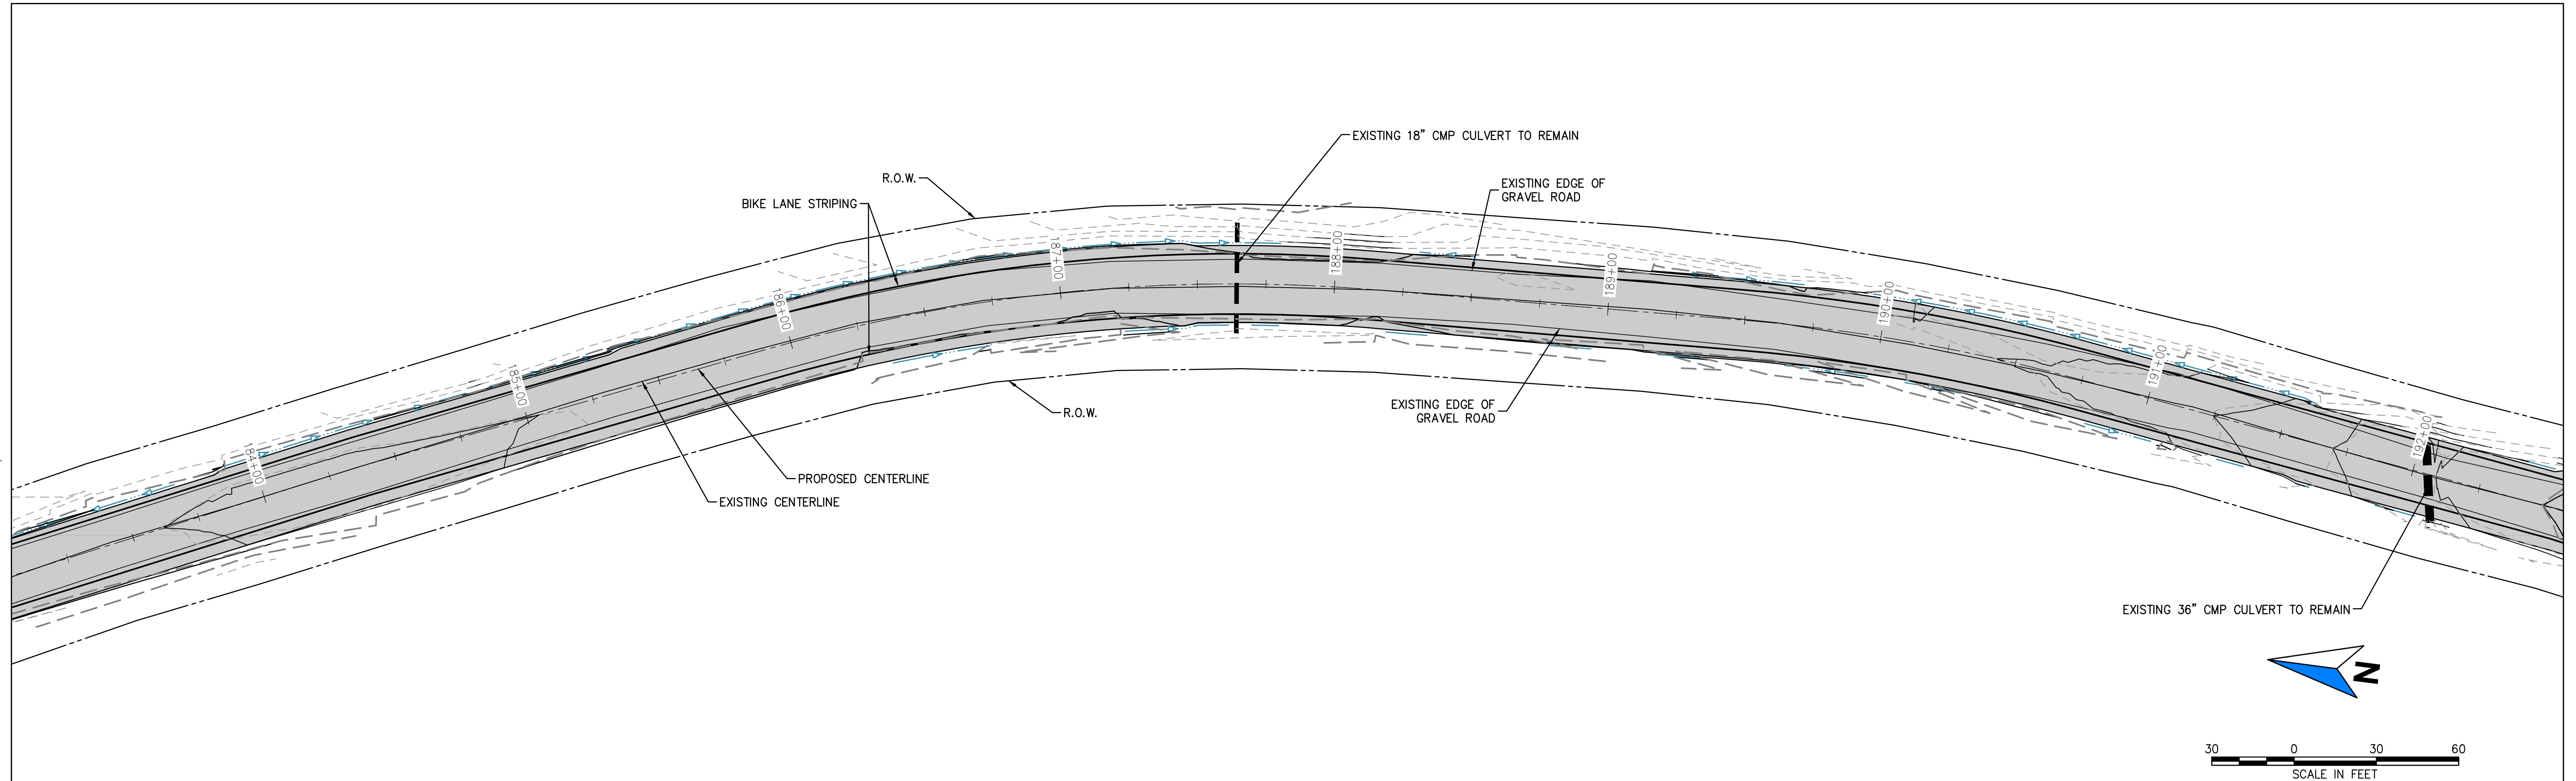 EXISTING 18" CMP CULVERT TO REMAIN
R.O.W.
EXISTING EDGE OF
GRAVEL ROAD
BIKE LANE STRIPING
84+00
185+00
186+00
187+00
188+00
189+00
190+00
191+00
192+00
EXISTING EDGE OF
GRAVEL ROAD
R.O.W.
PROPOSED CENTERLINE
EXISTING CENTERLINE
EXISTING 36" CMP CULVERT TO REMAIN
N
30 0 30 60
SCALE IN FEET